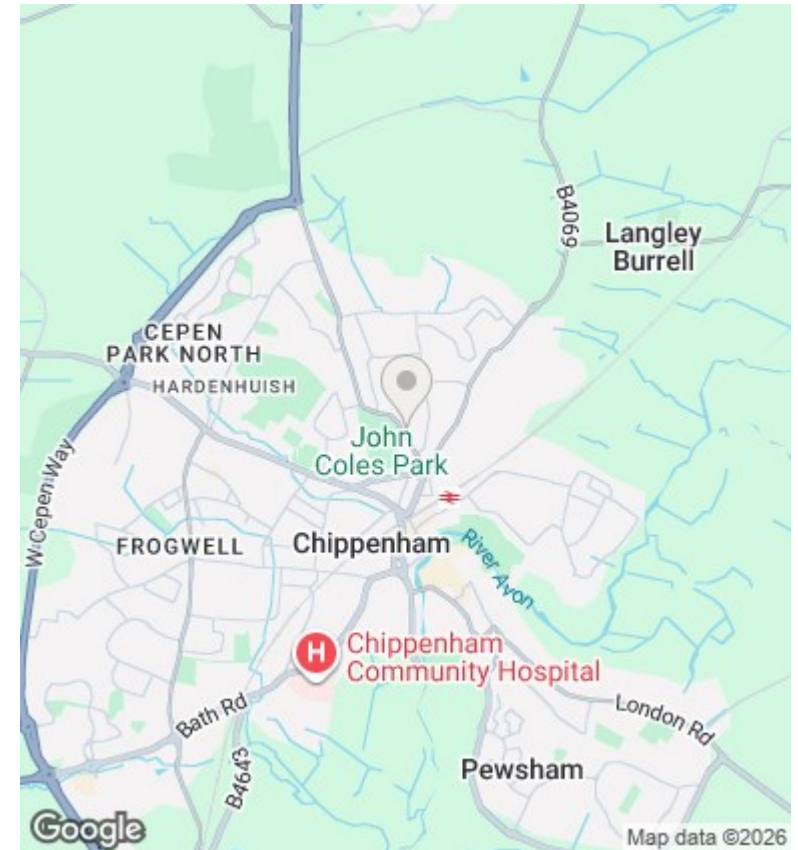 B4069
Langley
Burrell
CEPEN
PARK NORTH
HARDENHUISH
John
Coles Park
W Cepen Way
FROGWELL
Chippenham
River Avon
H
Chippenham
Community Hospital
Bath Rd
London Rd
B4643
Pewsham
Google
Map data ©2026